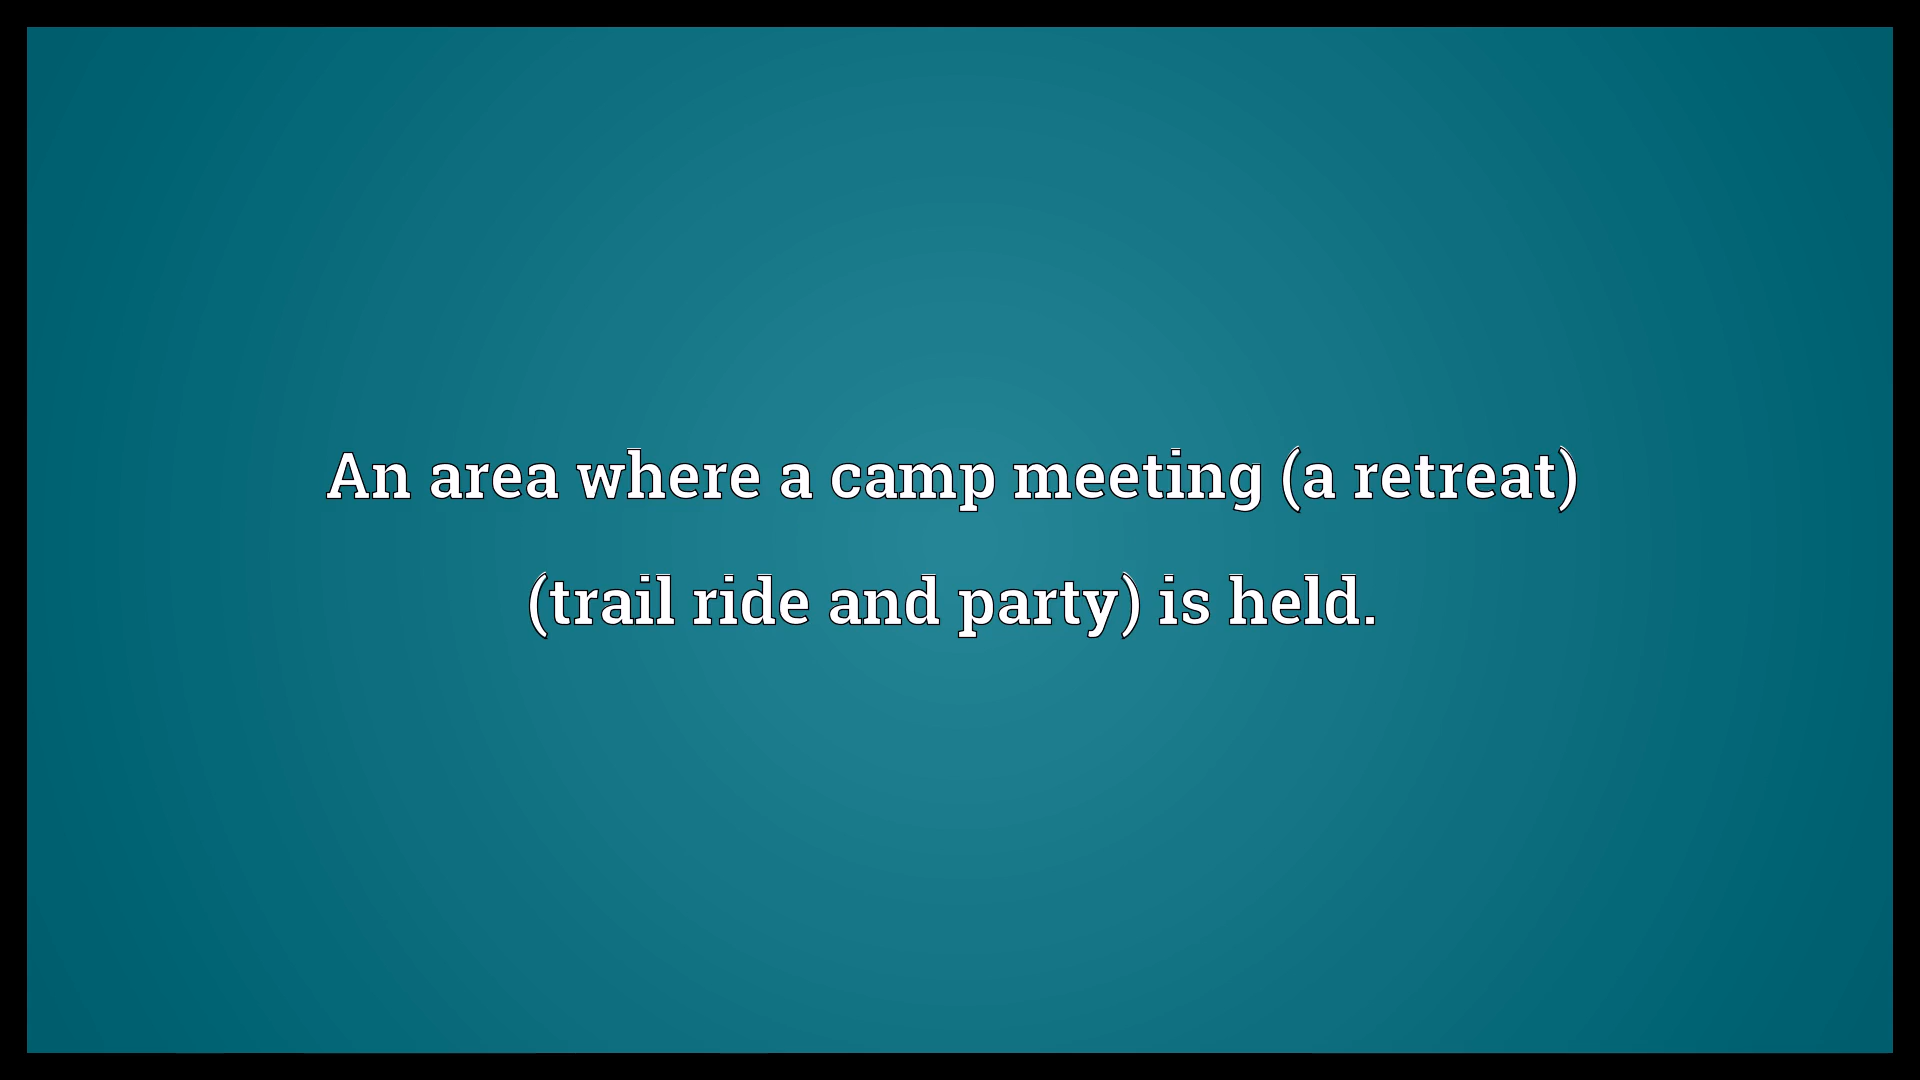 An area where a camp meeting (a retreat)
(trail ride and party) is held.